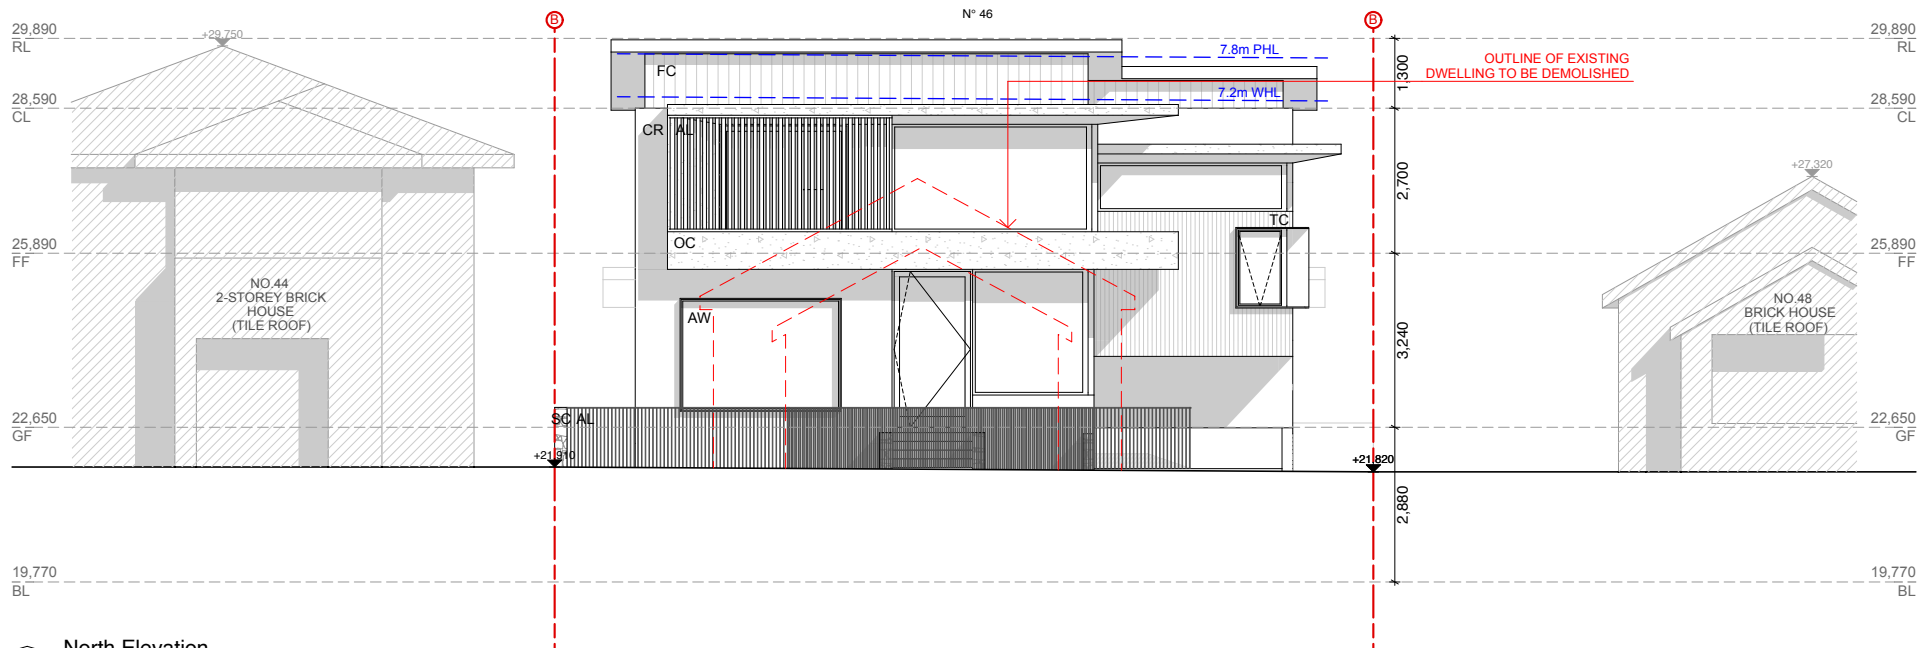 N° 46
B
B
29,890
RL
+29,750
7.8m PHL
OUTLINE OF EXISTING
DWELLING TO BE DEMOLISHED
29,890
RL
FC
1,300
7.2m WHL
28,590
CL
28,590
CL
CR AL
2,700
+27,320
TC
25,890
FF
OC
25,890
FF
NO.44
2-STOREY BRICK
HOUSE
(TILE ROOF)
AW
3,240
NO.48
BRICK HOUSE
(TILE ROOF)
22,650
GF
SC AL
22,650
GF
+21,910
+21,820
2,880
19,770
BL
19,770
BL
North Elevation